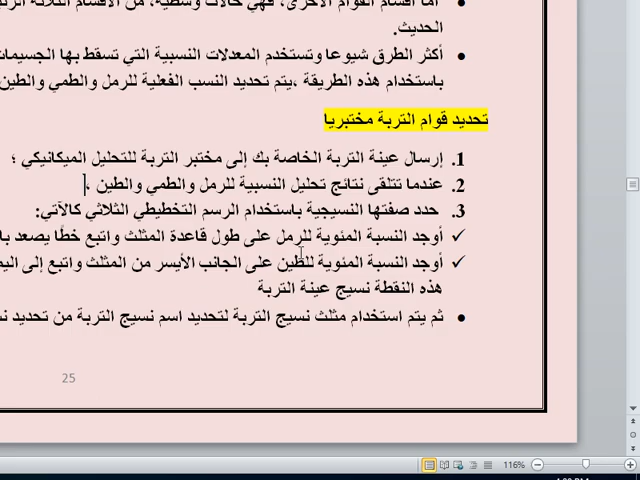 أما أقسام القوام الأخرى، فهي حالات وسطية، من الأقسام الثلاثة
الحديث.
أكثر الطرق شيوعا وتستخدم المعدلات النسبية التي تسقط بها الجسيمات
باستخدام هذه الطريقة ،يتم تحديد النسب الفعلية للرمل والطمي والطين
تحديد قوام التربة مختبريا
1. إرسال عينة التربة الخاصة بك إلى مختبر التربة للتحليل الميكانيكي ؛
2. عندما تتلقى نتائج تحليل النسبية للرمل والطمي والطين ،
3. حدد صفتها النسيجية باستخدام الرسم التخطيطي الثلاثي كالآتي:
✓ أوجد النسبة المئوية للرمل على طول قاعدة المثلث واتبع خطًا يصعد
✓ أوجد النسبة المئوية للطين على الجانب الأيسر من المثلث واتبع إلى
هذه النقطة نسيج عينة التربة
ثم يتم استخدام مثلث نسيج التربة لتحديد اسم نسيج التربة من تحديد
25
116%